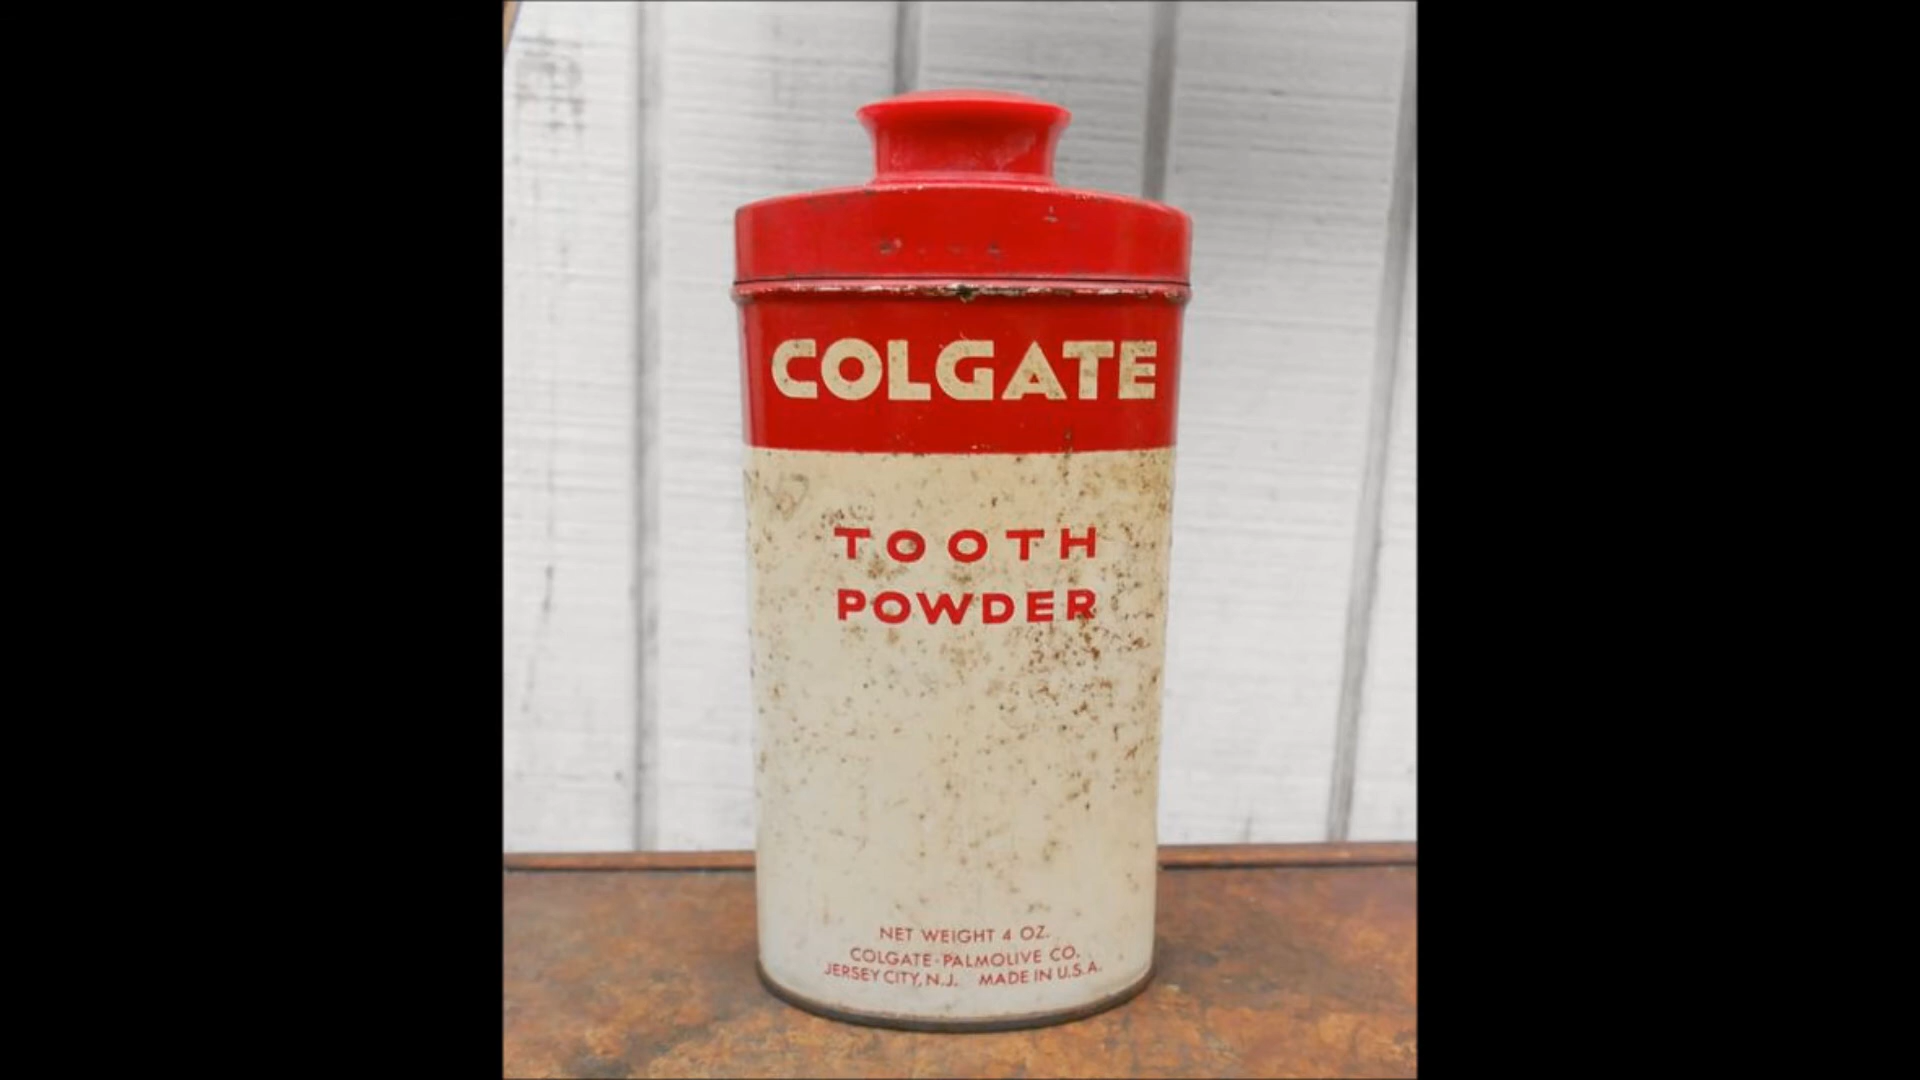 COLGATE
TOOTH
POWDER
NET WEIGHT 4 OZ.
COLGATE-PALMOLIVE CO.
JERSEY CITY, N.J. MADE IN U.S.A.